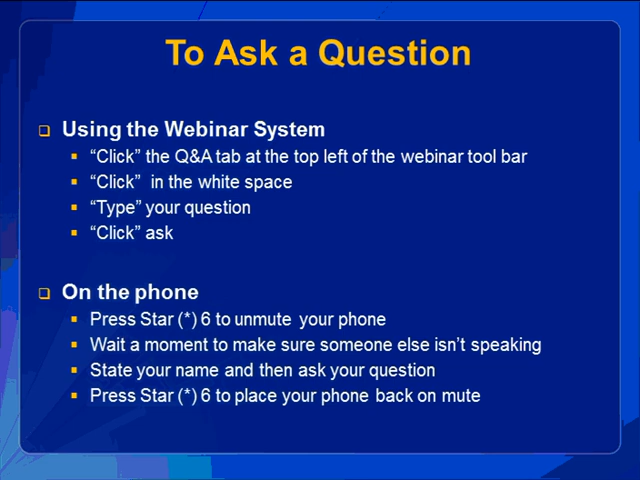 To Ask a Question
Using the Webinar System
“Click” the Q&A tab at the top left of the webinar tool bar
“Click” in the white space
“Type” your question
“Click” ask
On the phone
Press Star (*) 6 to unmute your phone
Wait a moment to make sure someone else isn’t speaking
State your name and then ask your question
Press Star (*) 6 to place your phone back on mute